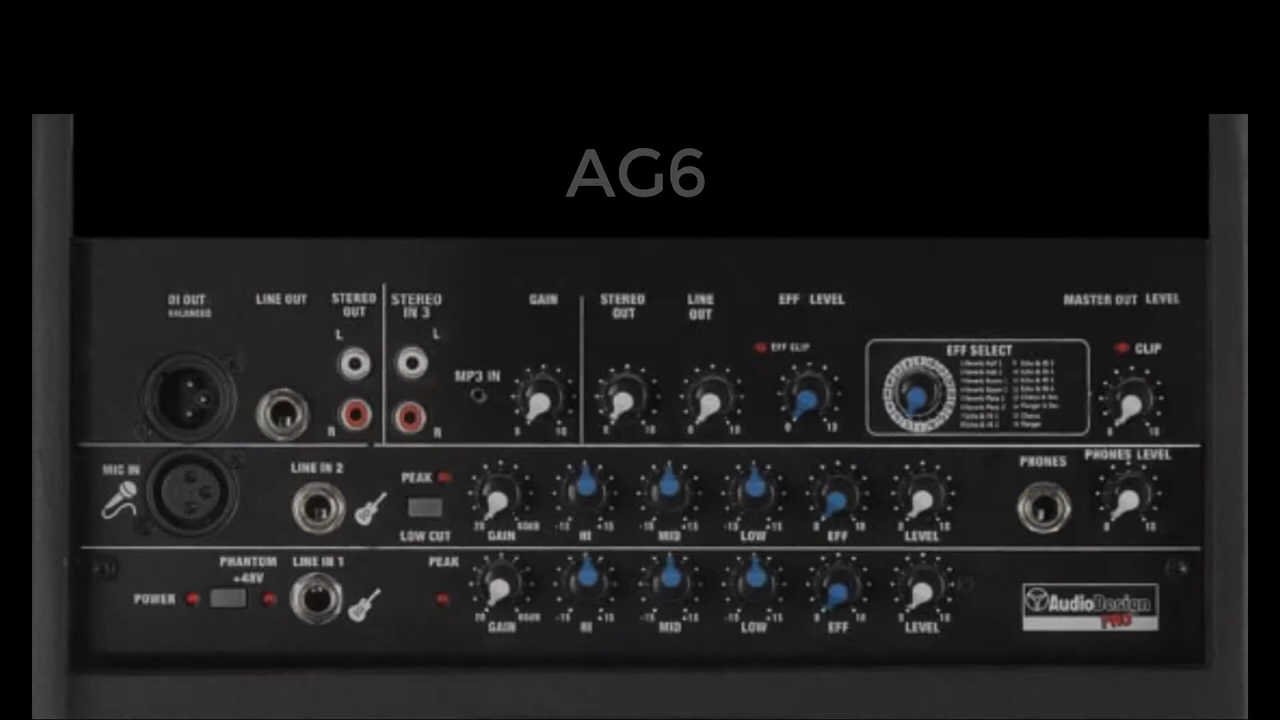 AG6
DI OUT
BALANCED
LINE OUT
STEREO
OUT
L
R
STEREO
IN 3
L
R
MP3 IN
GAIN
0 10
STEREO
OUT
0 10
LINE
OUT
0 10
EFF LEVEL
EFF CLIP
0 10
EFF SELECT
MASTER OUT LEVEL
CLIP
0 10
MIC IN
LINE IN 2
PEAK
LOW CUT
GAIN
-15 +15
HI
-15 +15
MID
-15 +15
LOW
0 10
EFF
0 10
LEVEL
PHONES
PHONES LEVEL
0 10
POWER
PHANTOM
+48V
LINE IN 1
PEAK
GAIN
-15 +15
HI
-15 +15
MID
-15 +15
LOW
0 10
EFF
0 10
LEVEL
AudioDesign
PRO